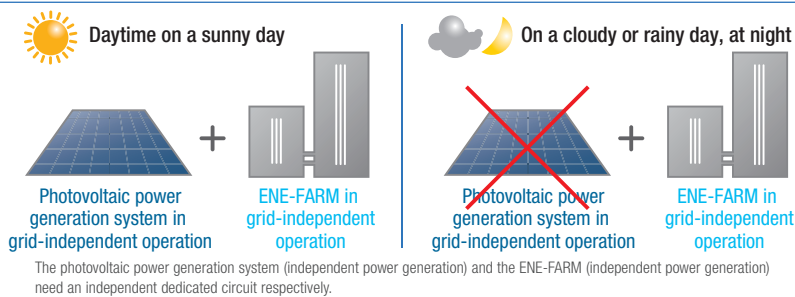 Daytime on a sunny day
Photovoltaic power
generation system in
grid-independent operation
+
ENE-FARM in
grid-independent
operation
On a cloudy or rainy day, at night
Photovoltaic power
generation system in
grid-independent operation
+
ENE-FARM in
grid-independent
operation
The photovoltaic power generation system (independent power generation) and the ENE-FARM (independent power generation)
need an independent dedicated circuit respectively.